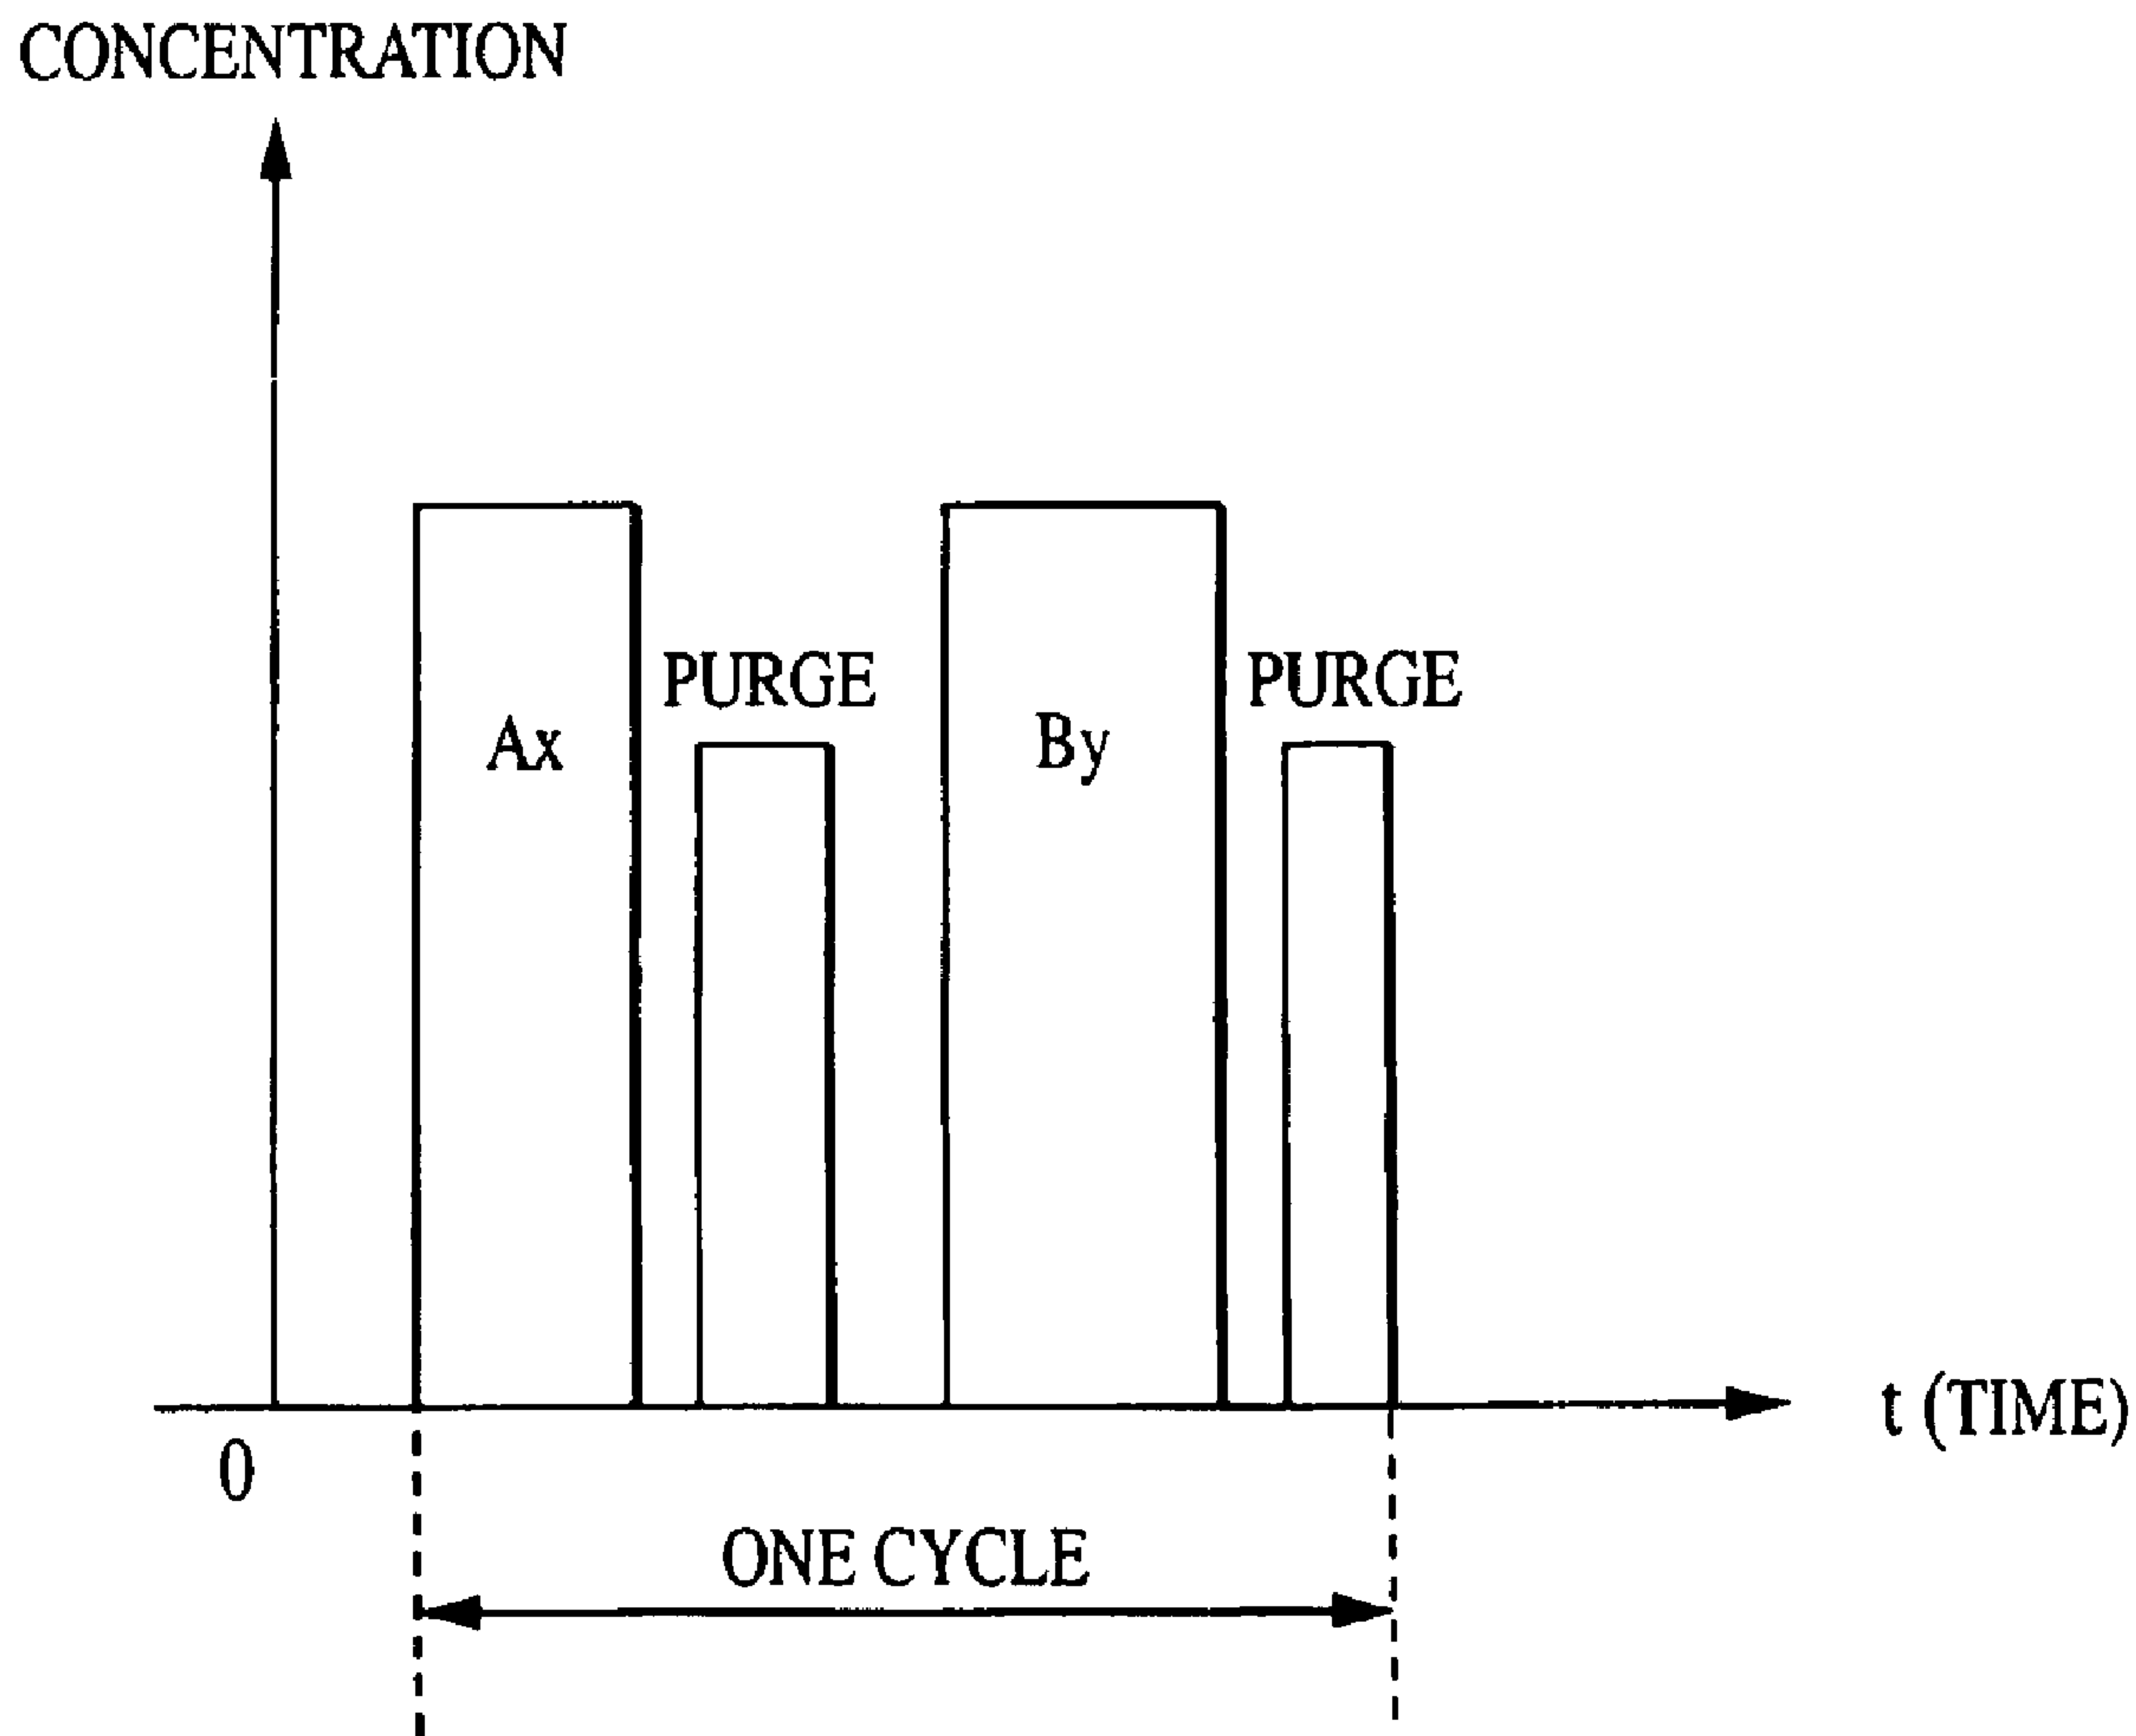 CONCENTRATION
PURGE
PURGE
Ax
By
t (TIME)
0
ONE CYCLE